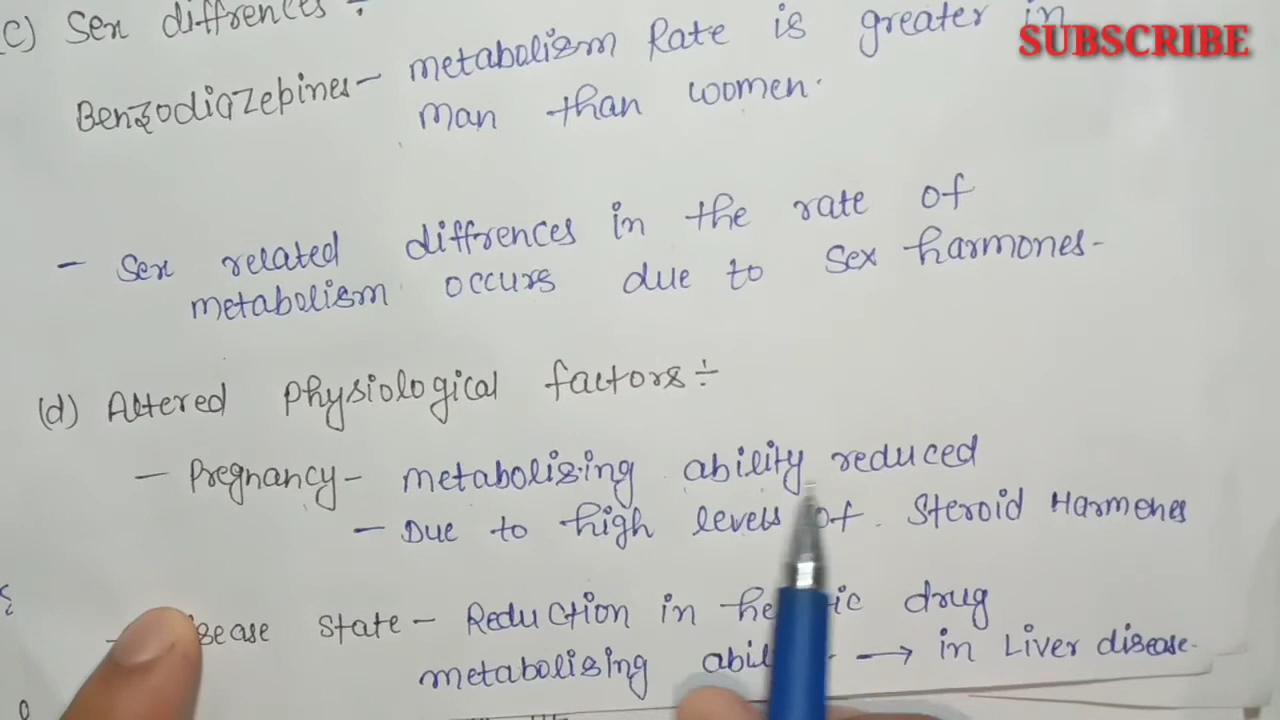 (C) Sex diffrences ÷
SUBSCRIBE
Benzodiazepines - metabolism Rate is greater in
man than women.
- Sex related diffrences in the rate of
metabolism occurs due to sex harmones -
(d) Altered Physiological factors ÷
- Pregnancy - metabolizing ability reduced
- Due to high levels of Steroid Harmones
State - Reduction in drug
metabolising → in Liver disease.